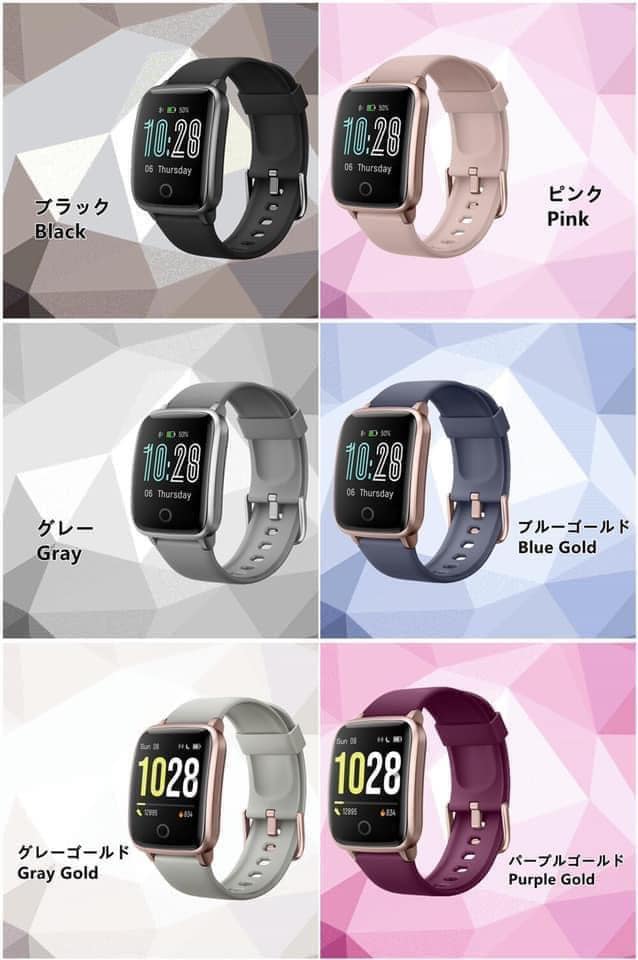 50%
10:28
06 Thursday
ブラック
Black
50%
10:28
06 Thursday
ピンク
Pink
50%
10:28
06 Thursday
グレー
Gray
50%
10:28
06 Thursday
ブルーゴールド
Blue Gold
Sun 08
1028
12895
834
グレーゴールド
Gray Gold
Sun 08
1028
12895
834
パープルゴールド
Purple Gold